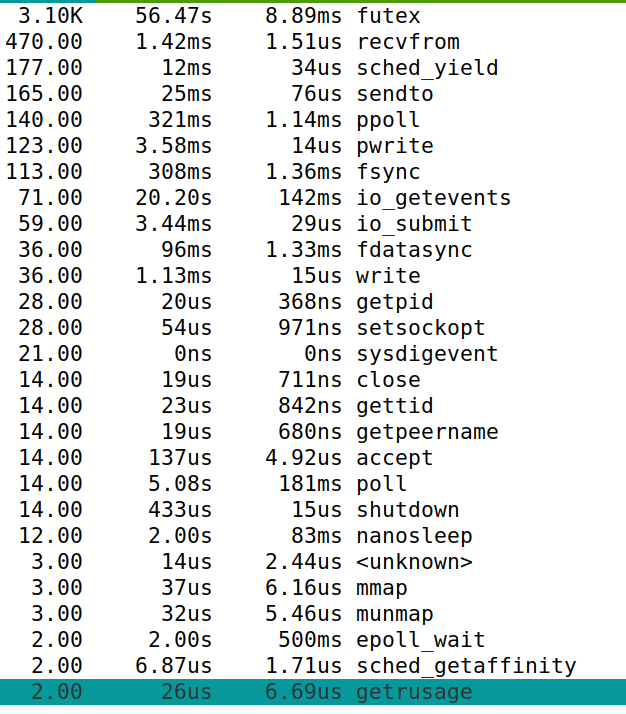 3.10K 56.47s 8.89ms futex
470.00 1.42ms 1.51us recvfrom
177.00 12ms 34us sched_yield
165.00 25ms 76us sendto
140.00 321ms 1.14ms ppoll
123.00 3.58ms 14us pwrite
113.00 308ms 1.36ms fsync
71.00 20.20s 142ms io_getevents
59.00 3.44ms 29us io_submit
36.00 96ms 1.33ms fdatasync
36.00 1.13ms 15us write
28.00 20us 368ns getpid
28.00 54us 971ns setsockopt
21.00 0ns 0ns sysdigevent
14.00 19us 711ns close
14.00 23us 842ns gettid
14.00 19us 680ns getpeername
14.00 137us 4.92us accept
14.00 5.08s 181ms poll
14.00 433us 15us shutdown
12.00 2.00s 83ms nanosleep
3.00 14us 2.44us <unknown>
3.00 37us 6.16us mmap
3.00 32us 5.46us munmap
2.00 2.00s 500ms epoll_wait
2.00 6.87us 1.71us sched_getaffinity
2.00 26us 6.69us getrusage